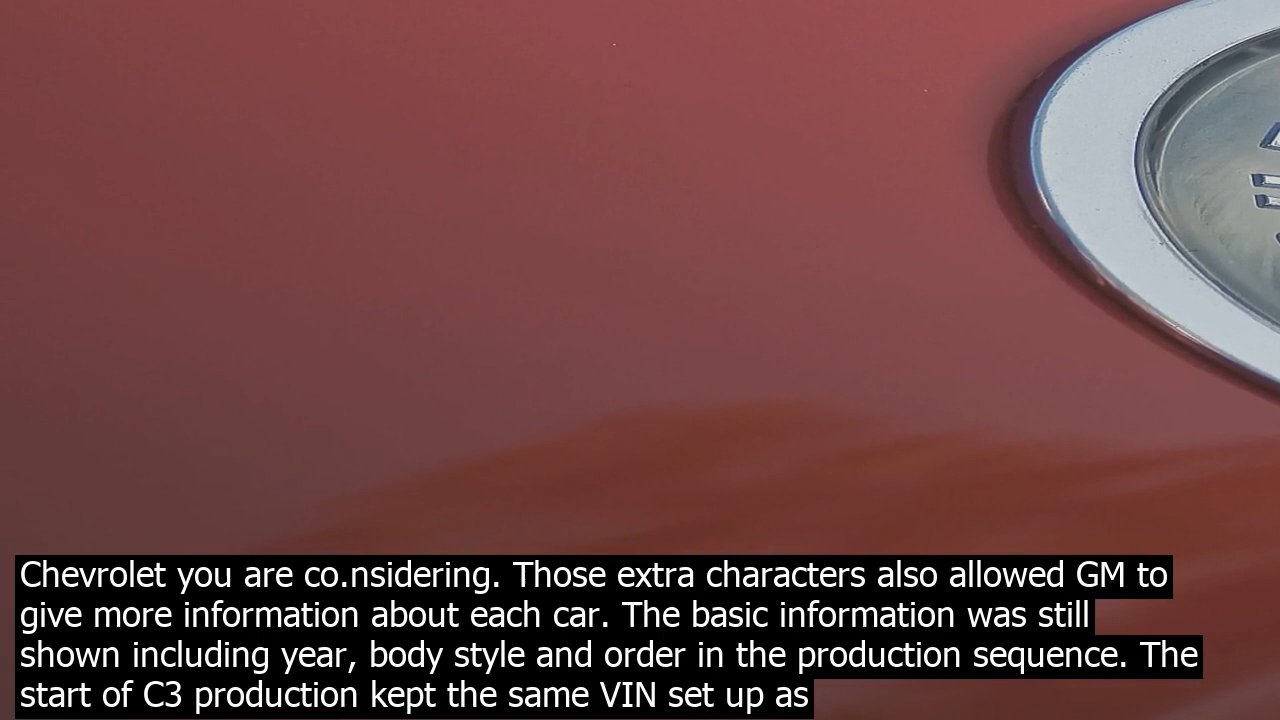 Chevrolet you are co.nsidering. Those extra characters also allowed GM to
give more information about each car. The basic information was still
shown including year, body style and order in the production sequence. The
start of C3 production kept the same VIN set up as